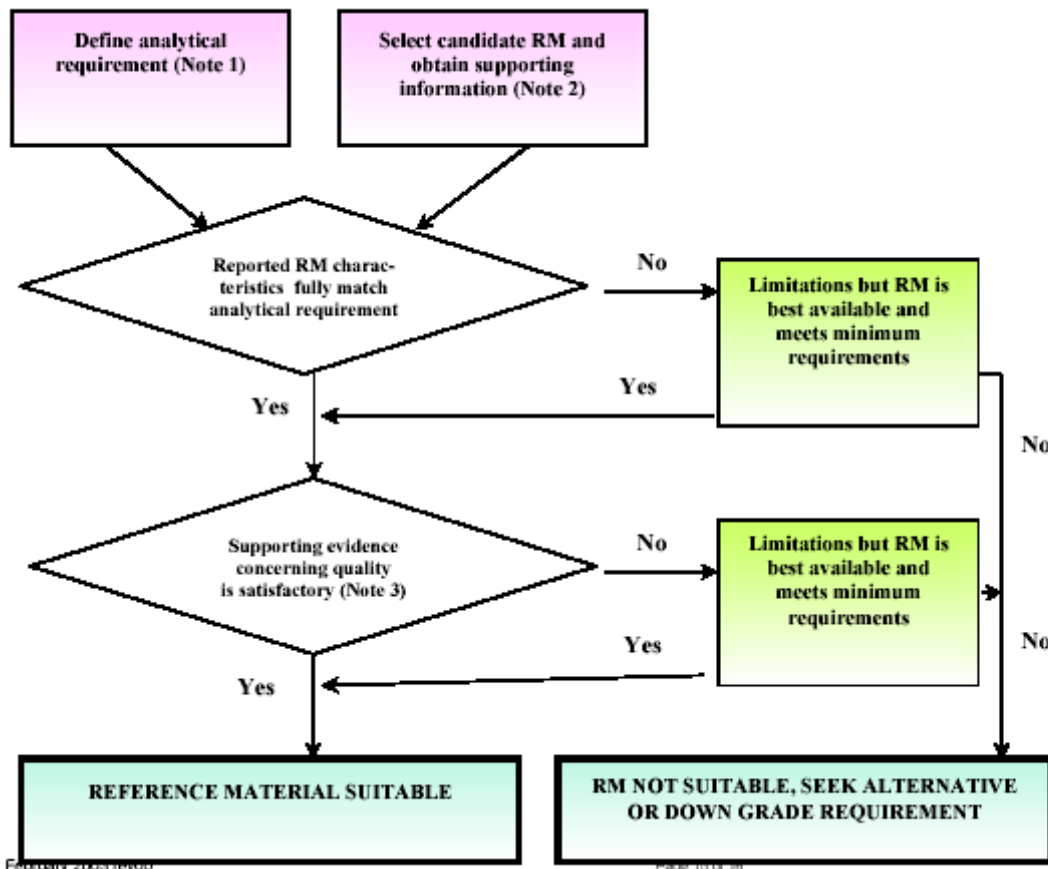 Define analytical
requirement (Note 1)
Select candidate RM and
obtain supporting
information (Note 2)
Reported RM charac-
teristics fully match
analytical requirement
No
Limitations but RM is
best available and
meets minimum
requirements
Yes
Yes
No
Supporting evidence
concerning quality
is satisfactory (Note 3)
No
Limitations but RM is
best available and
meets minimum
requirements
Yes
Yes
No
REFERENCE MATERIAL SUITABLE
RM NOT SUITABLE, SEEK ALTERNATIVE
OR DOWN GRADE REQUIREMENT